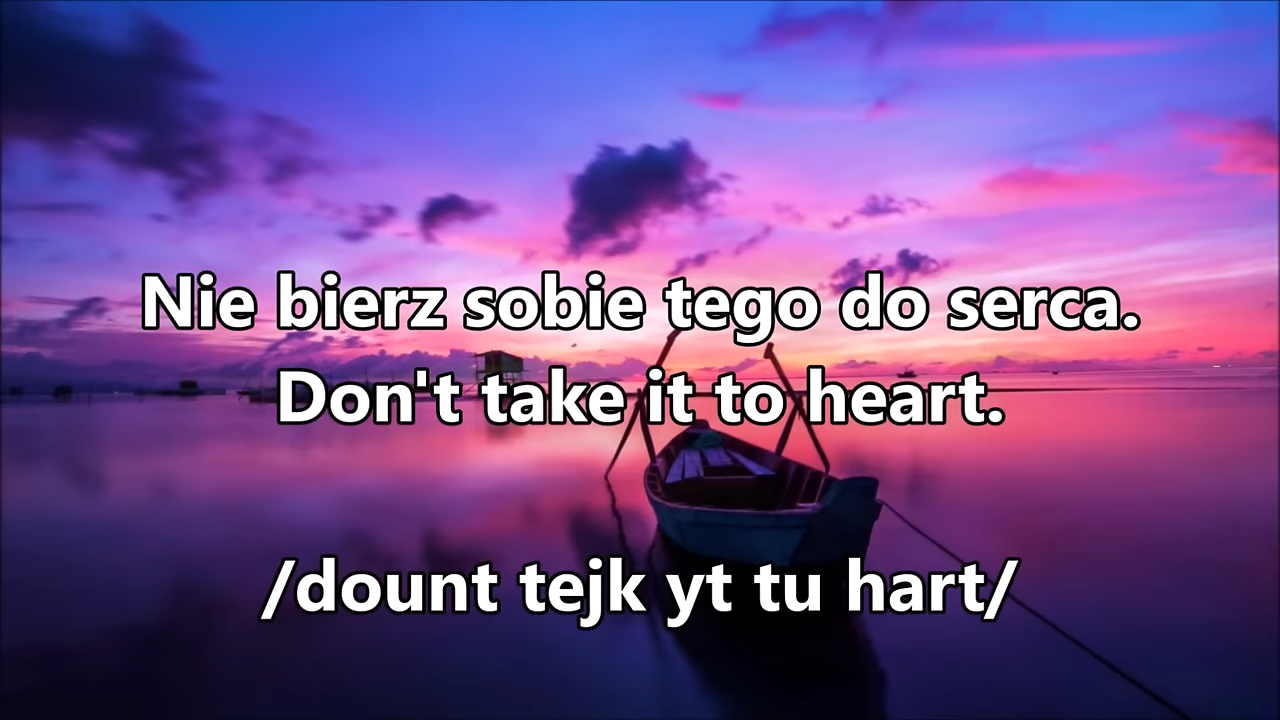 Nie bierz sobie tego do serca.
Don't take it to heart.
/dount tejk yt tu hart/